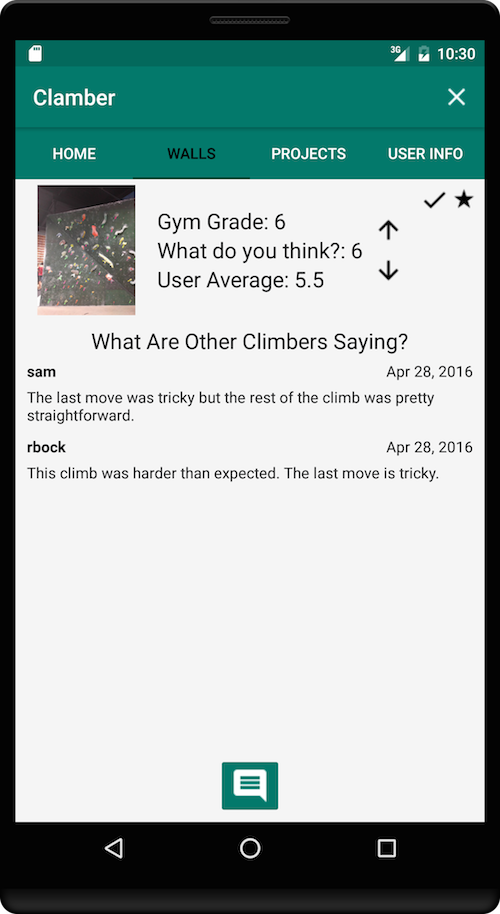 3G 10:30
Clamber
HOME WALLS PROJECTS USER INFO
Gym Grade: 6
What do you think?: 6
User Average: 5.5
What Are Other Climbers Saying?
sam Apr 28, 2016
The last move was tricky but the rest of the climb was pretty
straightforward.
rbock Apr 28, 2016
This climb was harder than expected. The last move is tricky.